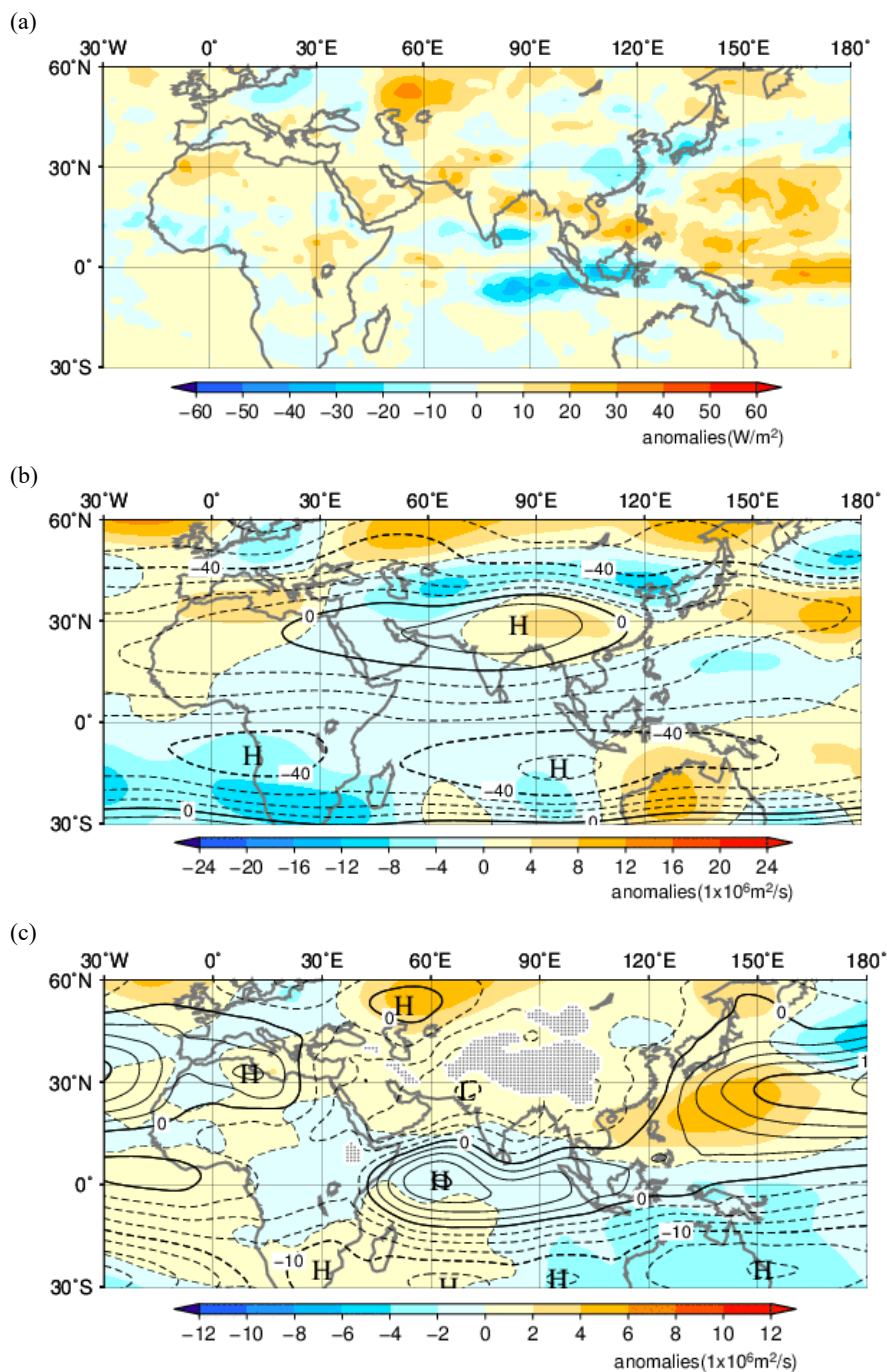 (a)
30˚W 0˚ 30˚E 60˚E 90˚E 120˚E 150˚E 180˚
60˚N
30˚N
0˚
30˚S
−60 −50 −40 −30 −20 −10 0 10 20 30 40 50 60
anomalies(W/m²)
(b)
30˚W 0˚ 30˚E 60˚E 90˚E 120˚E 150˚E 180˚
60˚N
−40 −40
30˚N
0 H 0
0˚
H −40 −40 H
−40
0 0
30˚S
−24 −20 −16 −12 −8 −4 0 4 8 12 16 20 24
anomalies(1x10⁶m²/s)
(c)
30˚W 0˚ 30˚E 60˚E 90˚E 120˚E 150˚E 180˚
60˚N
H 0 0
30˚N
H L 1
0 0 0
0˚
H 0
−10 −10
H H H H
30˚S
−12 −10 −8 −6 −4 −2 0 2 4 6 8 10 12
anomalies(1x10⁶m²/s)